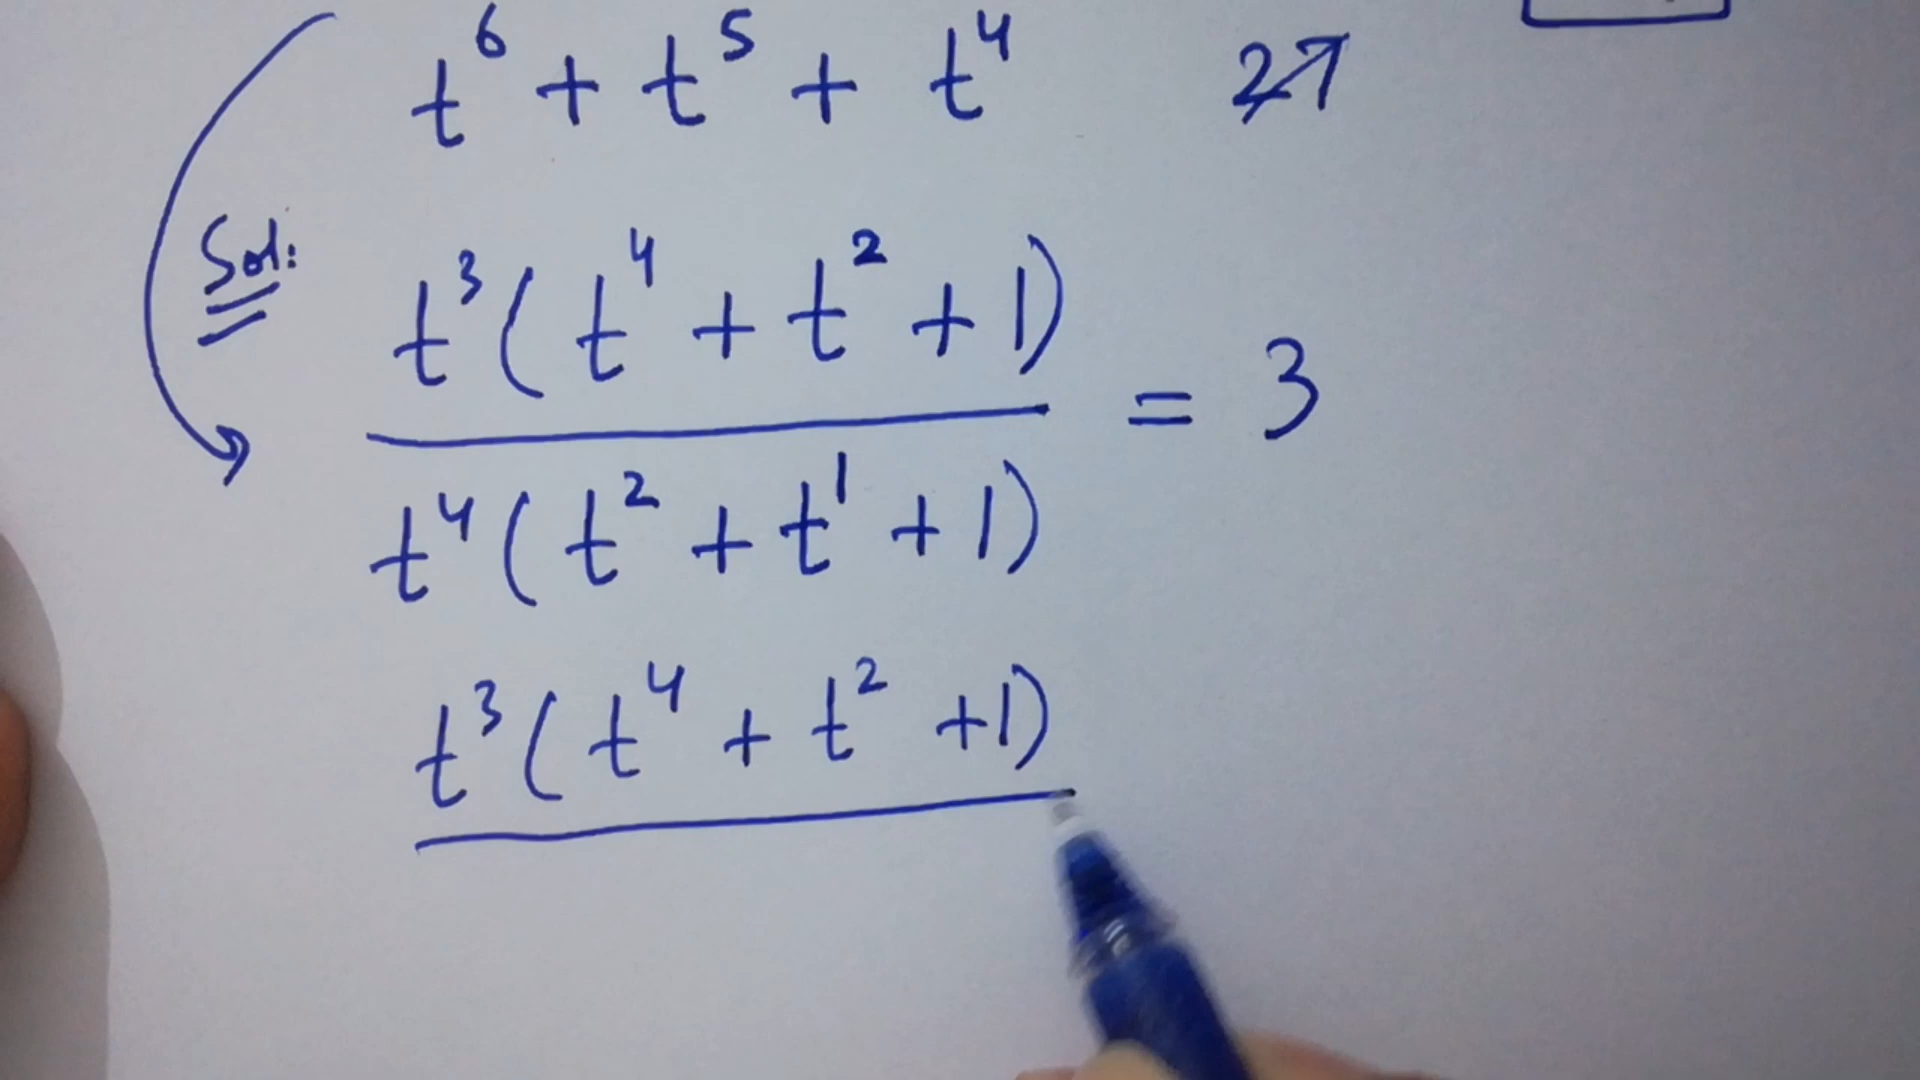 t⁶ + t⁵ + t⁴ 27
Sol:
t³(t⁴ + t² + 1)
= 3
t⁴(t² + t¹ + 1)
t³(t⁴ + t² + 1)